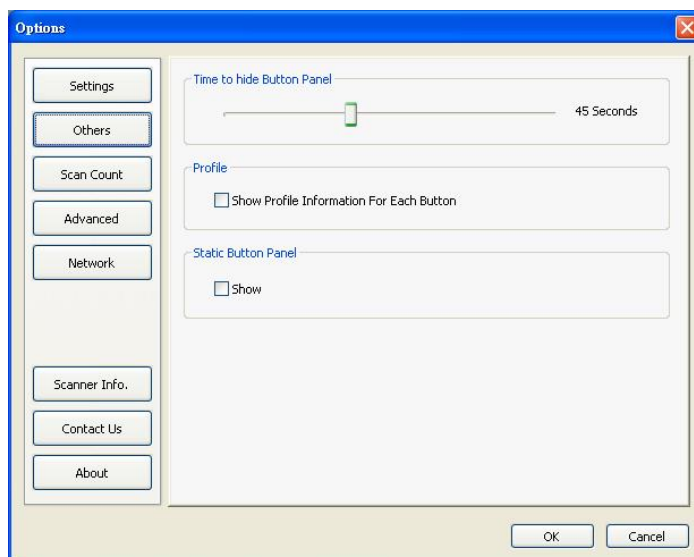 Options
Settings
Others
Scan Count
Advanced
Network
Scanner Info.
Contact Us
About
Time to hide Button Panel
45 Seconds
Profile
Show Profile Information For Each Button
Static Button Panel
Show
OK
Cancel